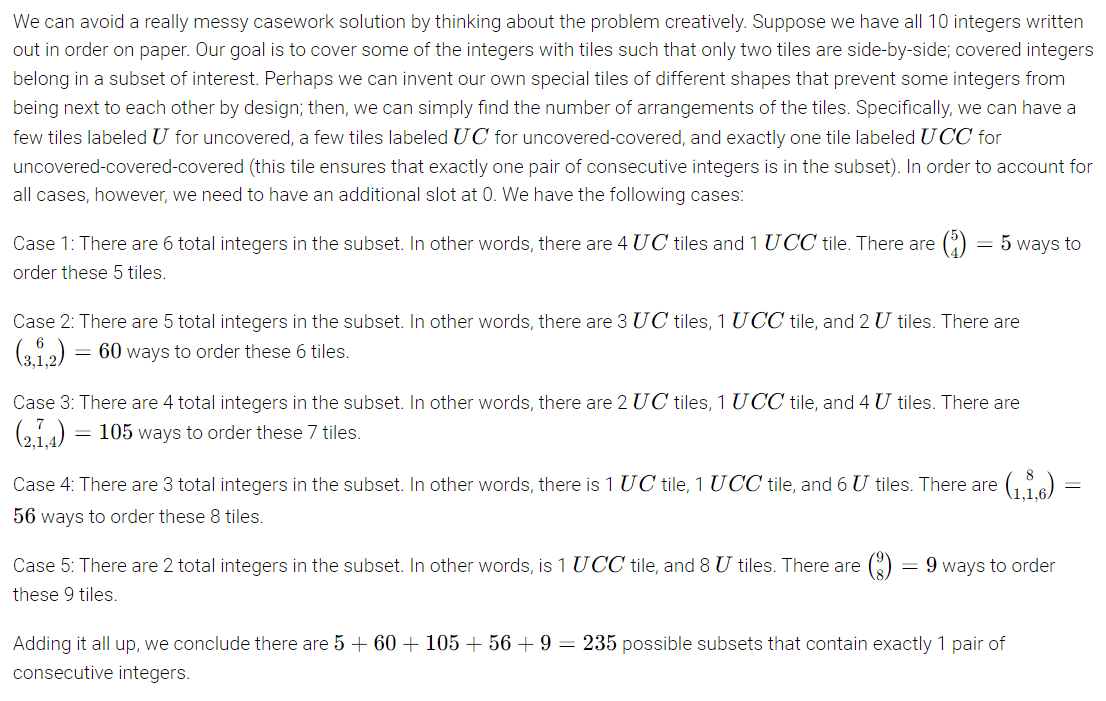 We can avoid a really messy casework solution by thinking about the problem creatively. Suppose we have all 10 integers written
out in order on paper. Our goal is to cover some of the integers with tiles such that only two tiles are side-by-side; covered integers
belong in a subset of interest. Perhaps we can invent our own special tiles of different shapes that prevent some integers from
being next to each other by design; then, we can simply find the number of arrangements of the tiles. Specifically, we can have a
few tiles labeled $U$ for uncovered, a few tiles labeled $UC$ for uncovered-covered, and exactly one tile labeled $UCC$ for
uncovered-covered-covered (this tile ensures that exactly one pair of consecutive integers is in the subset). In order to account for
all cases, however, we need to have an additional slot at 0. We have the following cases:
Case 1: There are 6 total integers in the subset. In other words, there are 4 $UC$ tiles and 1 $UCC$ tile. There are $\binom{5}{4} = 5$ ways to
order these 5 tiles.
Case 2: There are 5 total integers in the subset. In other words, there are 3 $UC$ tiles, 1 $UCC$ tile, and 2 $U$ tiles. There are
$\binom{6}{3,1,2} = 60$ ways to order these 6 tiles.
Case 3: There are 4 total integers in the subset. In other words, there are 2 $UC$ tiles, 1 $UCC$ tile, and 4 $U$ tiles. There are
$\binom{7}{2,1,4} = 105$ ways to order these 7 tiles.
Case 4: There are 3 total integers in the subset. In other words, there is 1 $UC$ tile, 1 $UCC$ tile, and 6 $U$ tiles. There are $\binom{8}{1,1,6} =$
$56$ ways to order these 8 tiles.
Case 5: There are 2 total integers in the subset. In other words, is 1 $UCC$ tile, and 8 $U$ tiles. There are $\binom{9}{8} = 9$ ways to order
these 9 tiles.
Adding it all up, we conclude there are $5 + 60 + 105 + 56 + 9 = 235$ possible subsets that contain exactly 1 pair of
consecutive integers.